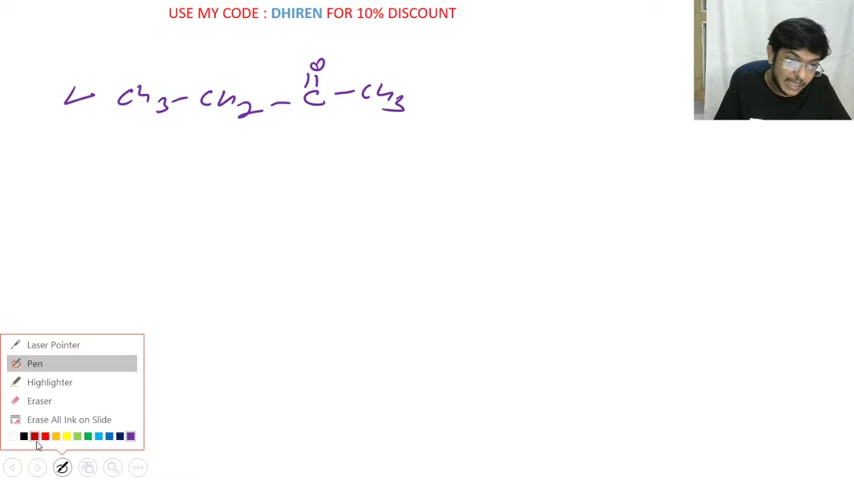 USE MY CODE : DHIREN FOR 10% DISCOUNT
O
CH3 - CH2 - C - CH3
Laser Pointer
Pen
Highlighter
Eraser
Erase All Ink on Slide